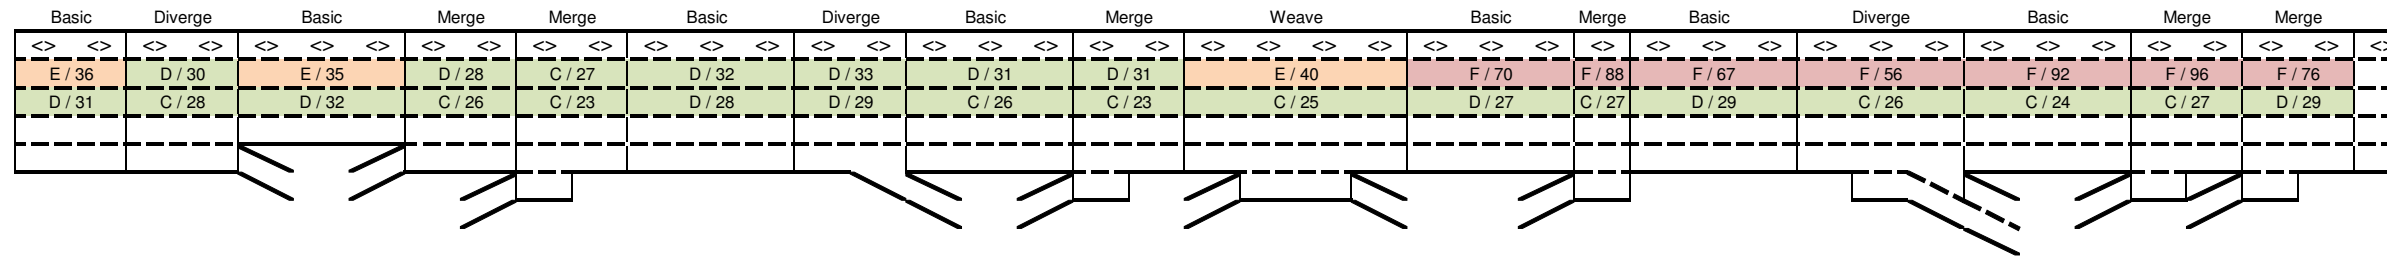 Basic Diverge Basic Merge Merge Basic Diverge Basic Merge Weave Basic Merge Basic Diverge Basic Merge Merge
<> <> <> <> <> <> <> <> <> <> <> <> <> <> <> <> <> <> <> <> <> <> <> <> <> <> <> <> <> <> <> <> <> <> <> <> <> <> <> <> <> <>
E / 36 D / 30 E / 35 D / 28 C / 27 D / 32 D / 33 D / 31 D / 31 E / 40 F / 70 F / 88 F / 67 F / 56 F / 92 F / 96 F / 76
D / 31 C / 28 D / 32 C / 26 C / 23 D / 28 D / 29 C / 26 C / 23 C / 25 D / 27 C / 27 D / 29 C / 26 C / 24 C / 27 D / 29